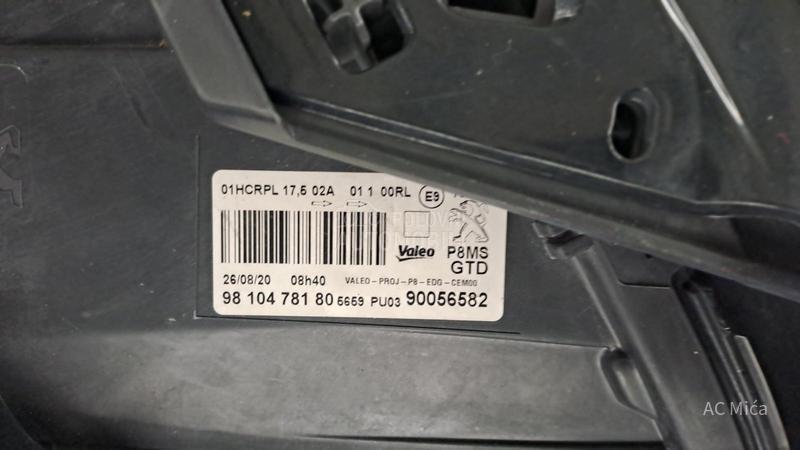 01HCRPL 17,5 02A 01 1 00RL E9
Valeo
P8MS
GTD
26/08/20 08h40 VALEO-PROJ-P8-EDG-CEM00
98 104 781 80 5659 PU03 90056582
AC Mića